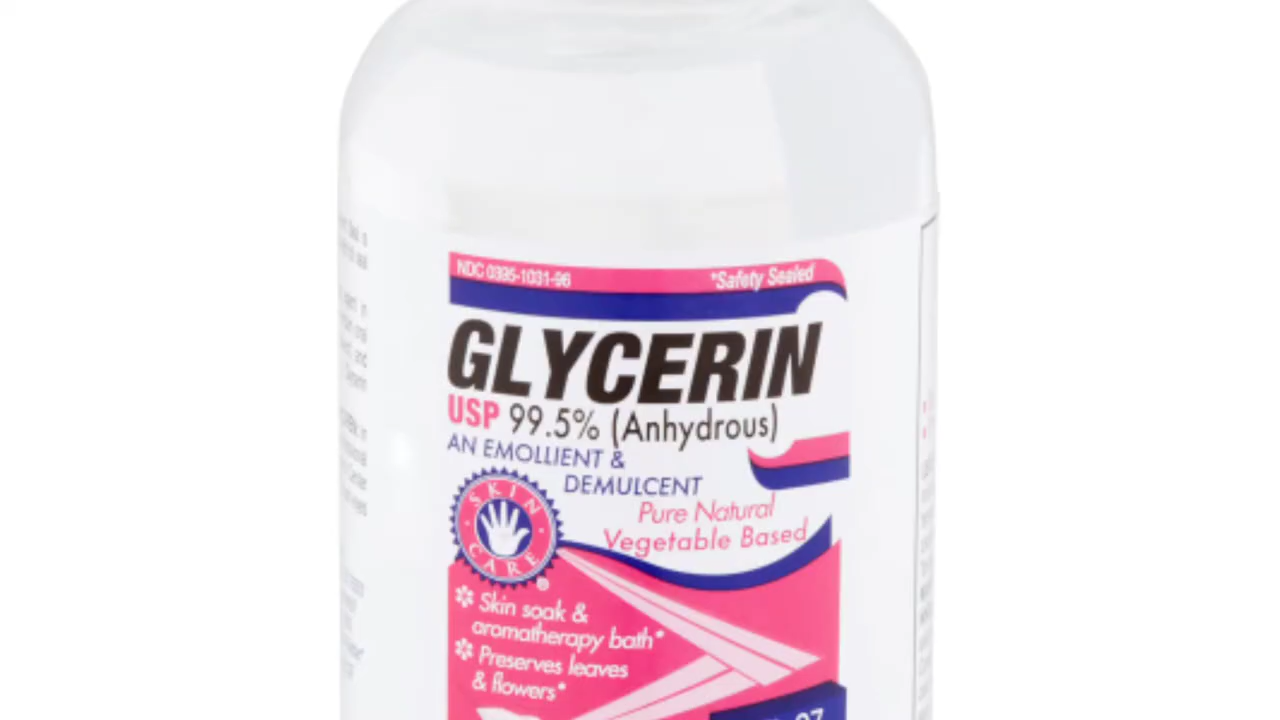 NDC 0395-1031-96 *Safety Sealed
GLYCERIN
USP 99.5% (Anhydrous)
AN EMOLLIENT &
DEMULCENT
Pure Natural
Vegetable Based
SKIN
CARE
®
Skin soak &
aromatherapy bath*
Preserves leaves
& flowers*